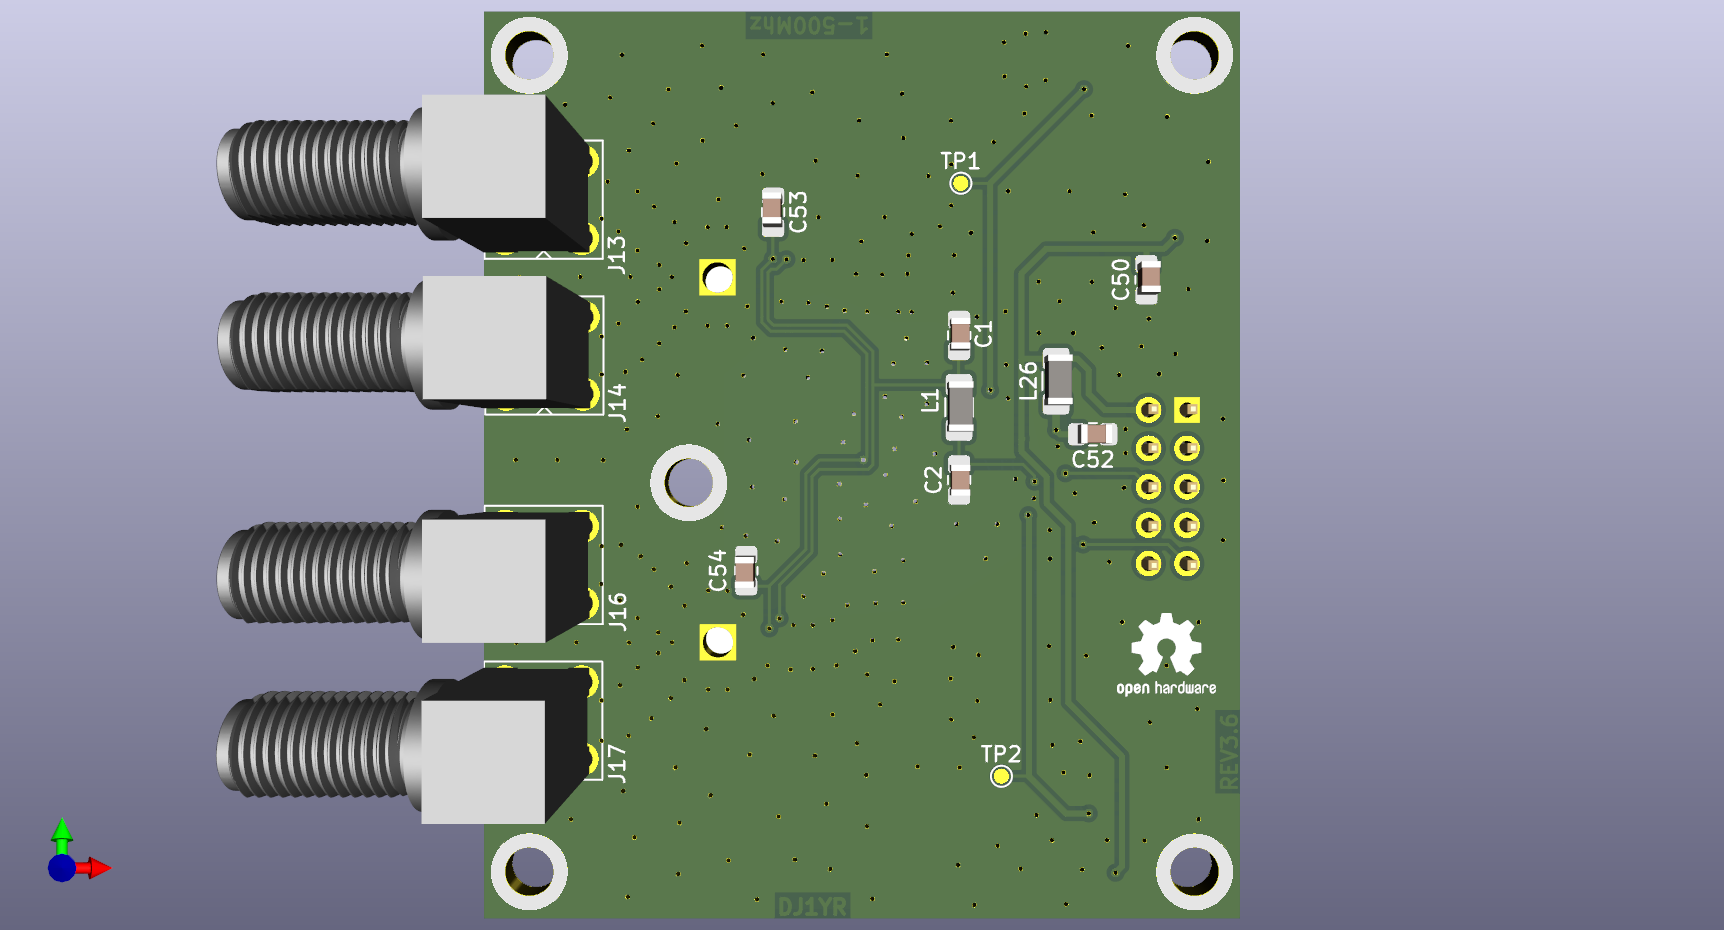 1-500Mhz
TP1
C53
J13
C50
C1
L26
L1
J14
C52
C2
C54
J16
open hardware
REV3.6
TP2
J17
DJ1YR